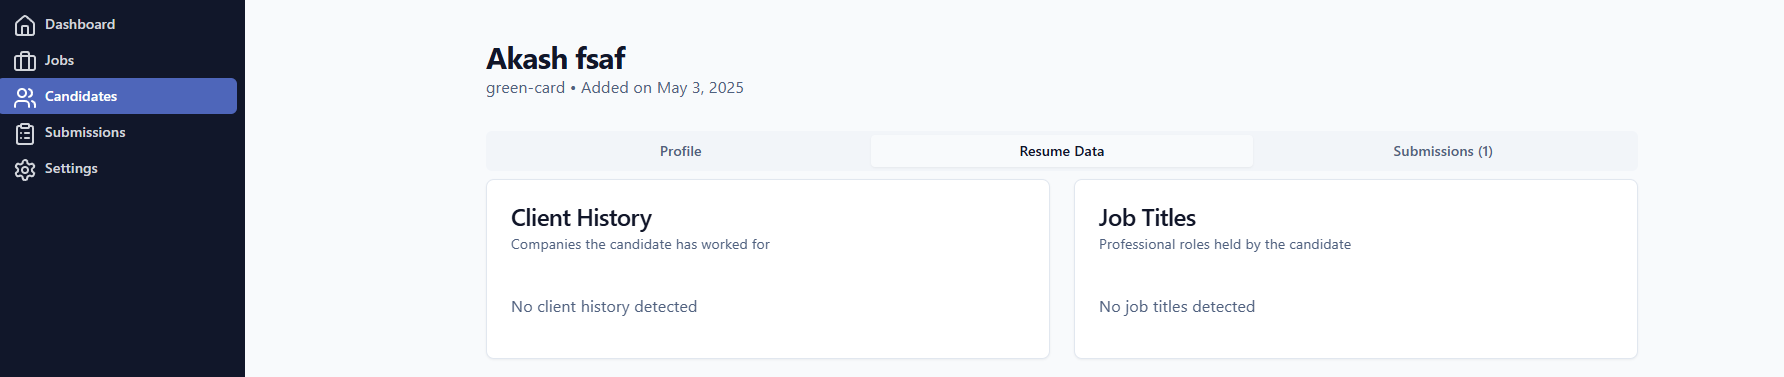 Dashboard
Jobs
Candidates
Submissions
Settings
Akash fsaf
green-card • Added on May 3, 2025
Profile
Resume Data
Submissions (1)
Client History
Companies the candidate has worked for
No client history detected
Job Titles
Professional roles held by the candidate
No job titles detected